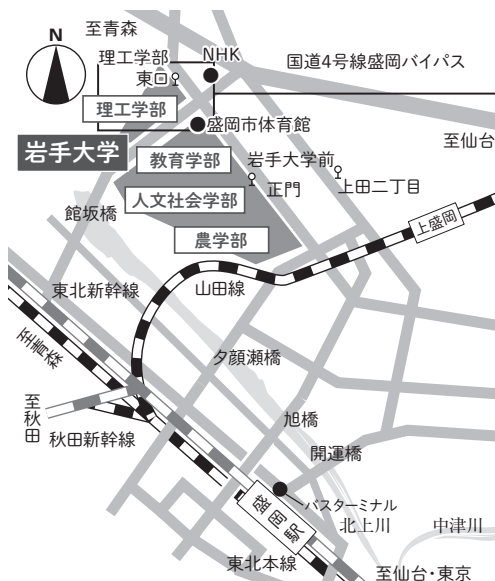 至青森
N
理工学部
東口
NHK
国道4号線盛岡バイパス
理工学部
盛岡市体育館
至仙台
岩手大学
教育学部
岩手大学前
正門
上田二丁目
人文社会学部
館坂橋
農学部
上盛岡
東北新幹線
山田線
至青森
夕顔瀬橋
至秋田
旭橋
秋田新幹線
開運橋
バスターミナル
盛岡駅
北上川
中津川
東北本線
至仙台・東京